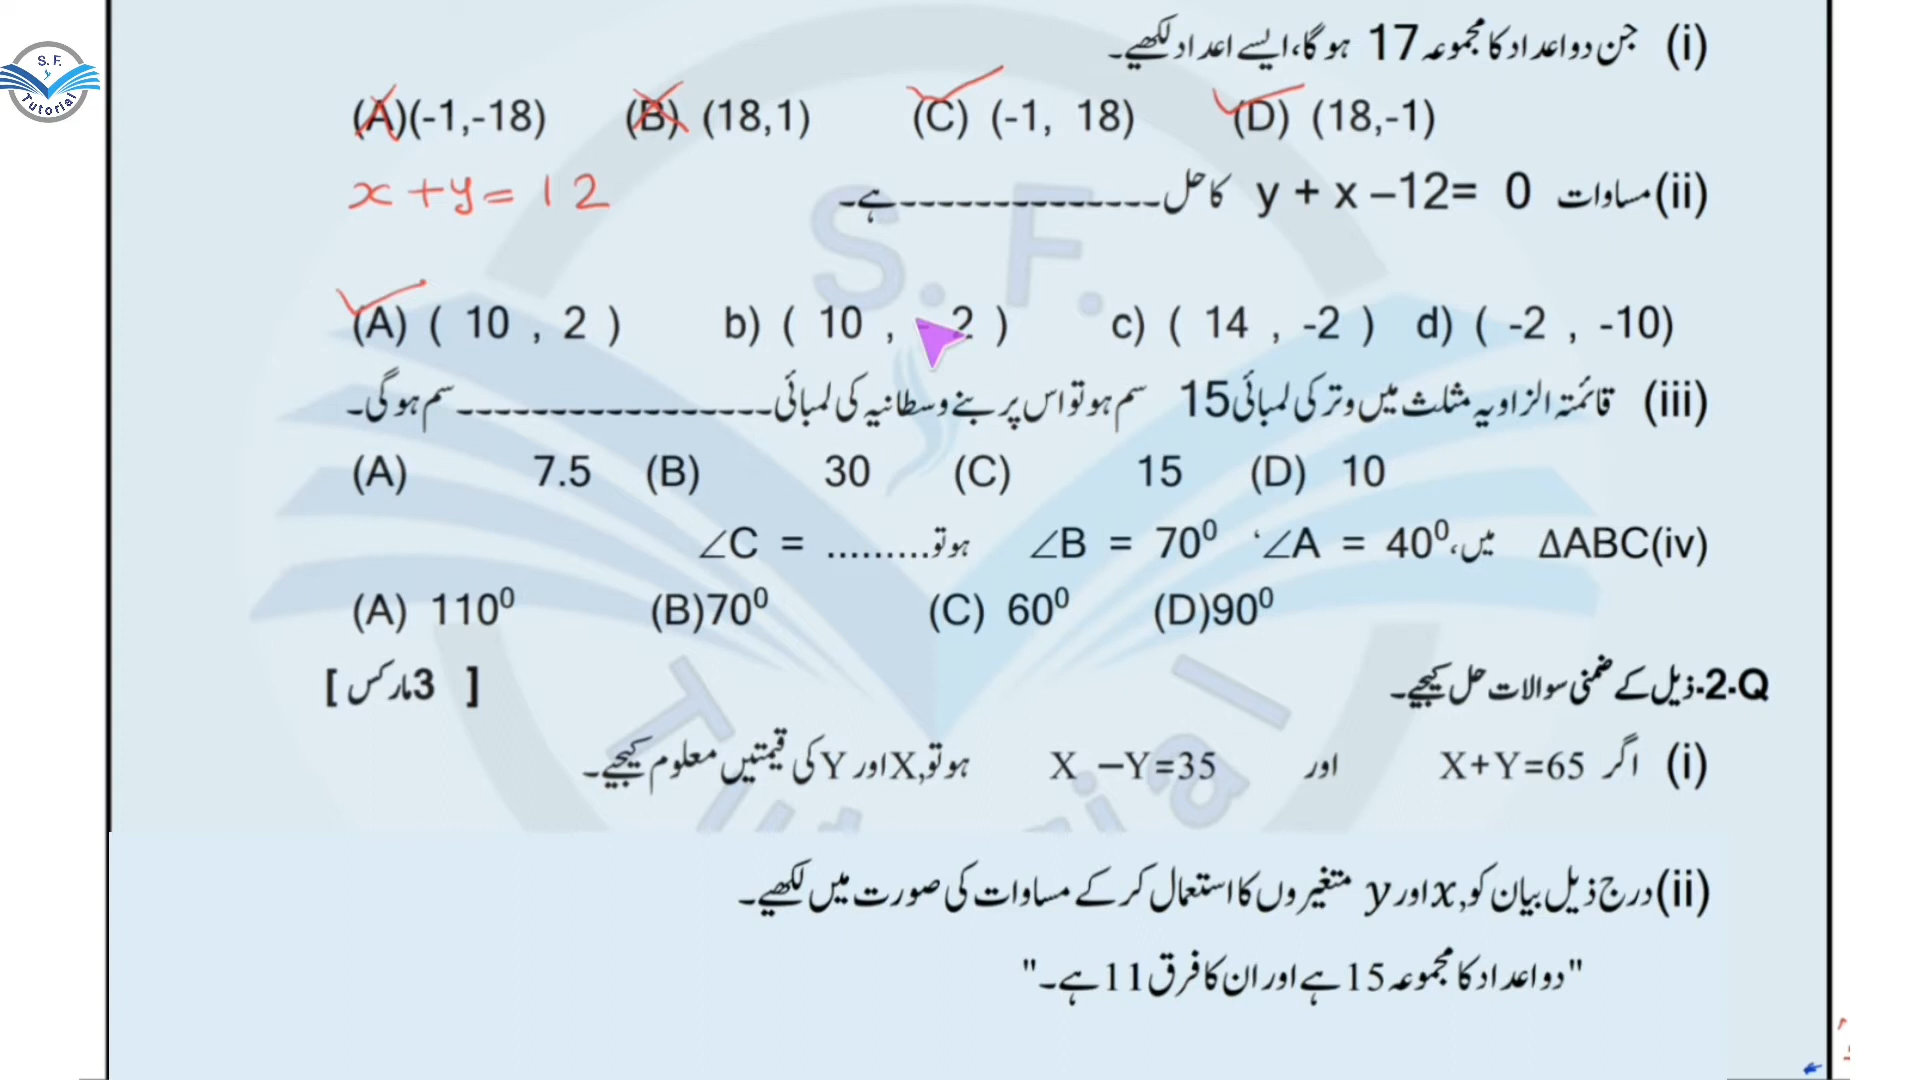 S. F.
Tutorial
(i) جن دو اعداد کا مجموعہ 17 ہوگا، ایسے اعداد لکھیے۔
(A)(-1,-18) (B) (18,1) (C) (-1, 18) (D) (18,-1)
(ii) مساوات y + x –12= 0 کا حل--------------ہے۔
x + y = 12
(A) ( 10 , 2 ) b) ( 10 , -2 ) c) ( 14 , -2 ) d) ( -2 , -10)
(iii) قائمتہ الزاویہ مثلث میں وتر کی لمبائی 15 سم ہو تو اس پر بنے وسطانیہ کی لمبائی-----------------سم ہوگی۔
(A) 7.5 (B) 30 (C) 15 (D) 10
(iv) ΔABC میں، ∠A = 40⁰، ∠B = 70⁰ ہو تو ......... = ∠C
(A) 110⁰ (B)70⁰ (C) 60⁰ (D)90⁰
Q-2- ذیل کے ضمنی سوالات حل کیجیے۔ [ 3 مارکس ]
(i) اگر X+Y=65 اور X –Y=35 ہو تو, X اور Y کی قیمتیں معلوم کیجیے۔
(ii) درج ذیل بیان کو, x اور y متغیروں کا استعمال کر کے مساوات کی صورت میں لکھیے۔
"دو اعداد کا مجموعہ 15 ہے اور ان کا فرق 11 ہے۔"
S. F.
Tutorial